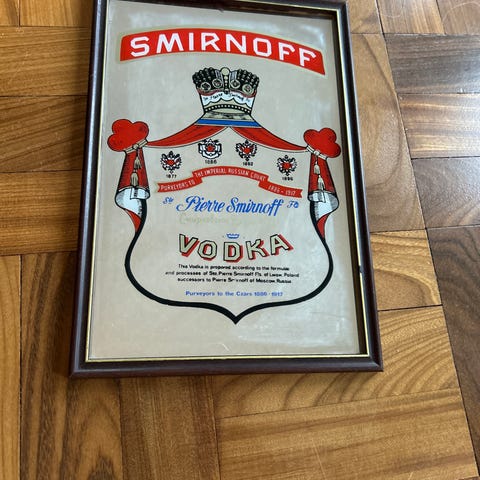 SMIRNOFF
1877
1886
1882
1896
PURVEYORS TO THE IMPERIAL RUSSIAN COURT 1886 - 1917
Ste Pierre Smirnoff Fls
VODKA
This Vodka is prepared according to the formulae
and processes of Ste. Pierre Smirnoff Fls. of Lwow, Poland
successors to Pierre Smirnoff of Moscow, Russia
Purveyors to the Czars 1886 - 1917